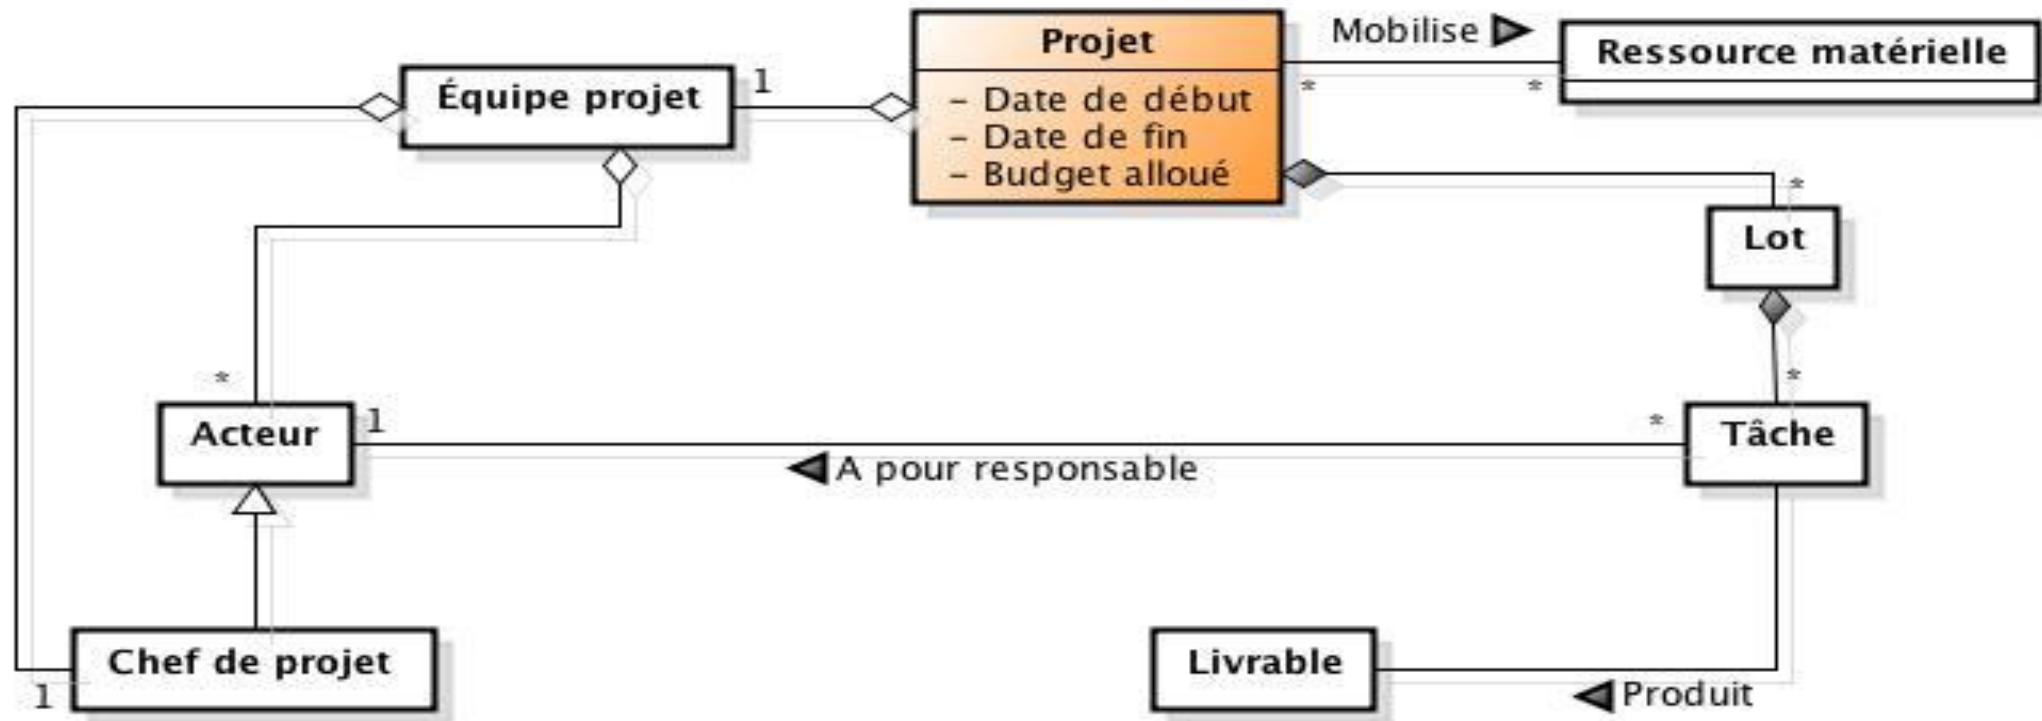 Projet
– Date de début
– Date de fin
– Budget alloué
Mobilise
Ressource matérielle
*
*
Équipe projet
1
*
Lot
*
*
Acteur
1
*
Tâche
A pour responsable
Chef de projet
1
Livrable
Produit